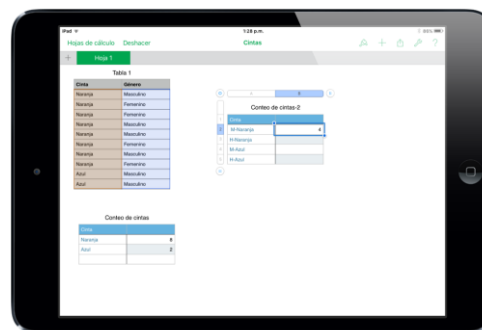 iPad 1:28 p.m. 86%
Hojas de cálculo Deshacer Cintas
Hoja 1
Tabla 1
Cinta Género
Naranja Masculino
Naranja Femenino
Naranja Masculino
Naranja Masculino
Naranja Masculino
Naranja Femenino
Naranja Masculino
Naranja Femenino
Azul Masculino
Azul Masculino
Conteo de cintas-2
Cinta
M-Naranja
H-Naranja
M-Azul
H-Azul
Conteo de cintas
Cinta
Naranja 8
Azul 2